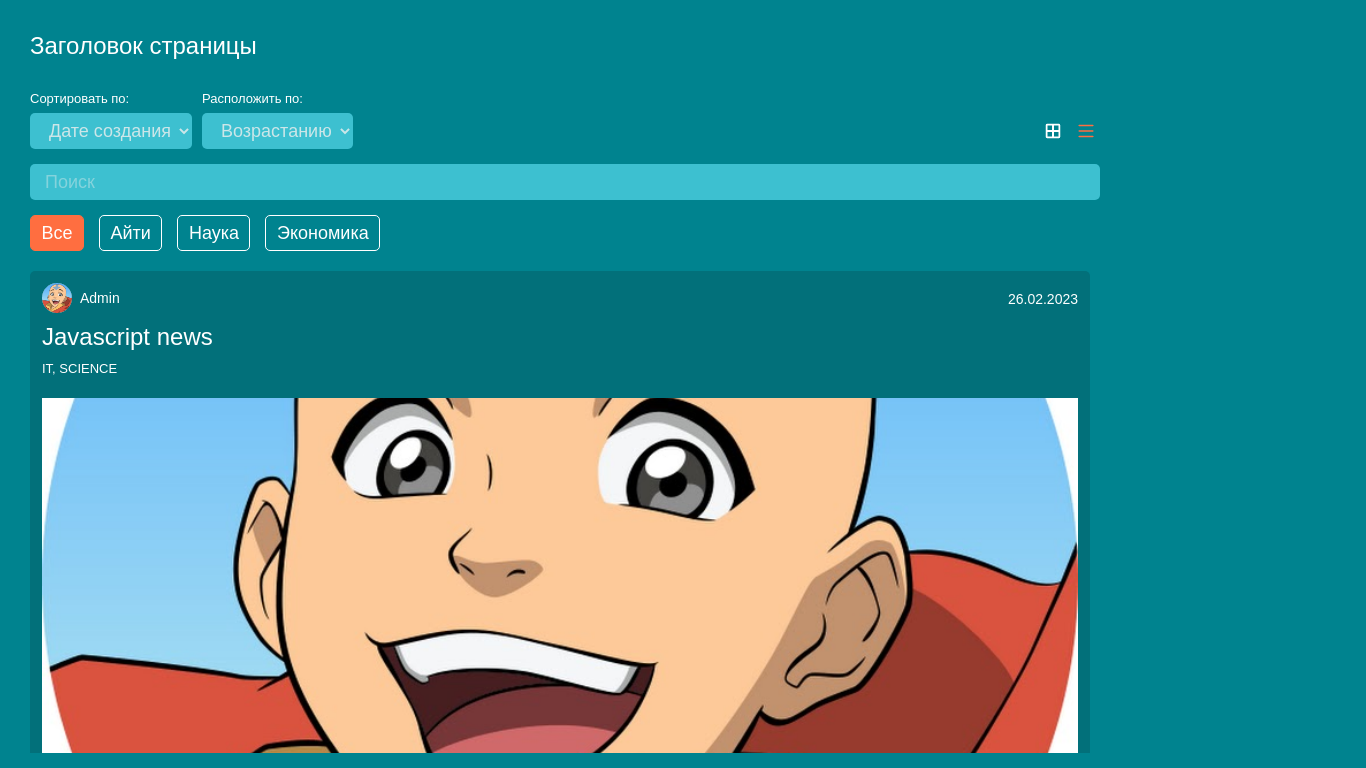 Заголовок страницы
Сортировать по: Расположить по:
Дате создания Возрастанию
Поиск
Все Айти Наука Экономика
Admin 26.02.2023
Javascript news
IT, SCIENCE